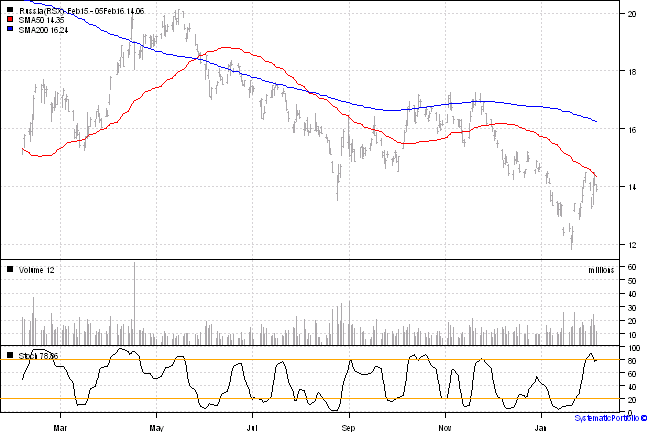 Russia(RSX) Feb15 - 05Feb16 14.06
SMA50 14.35
SMA200 16.24
20
18
16
14
12
Volume 12
millions
60
50
40
30
20
10
Stoch 78.86
100
80
60
40
20
0
Mar May Jul Sep Nov Jan
SystematicPortfolio ©